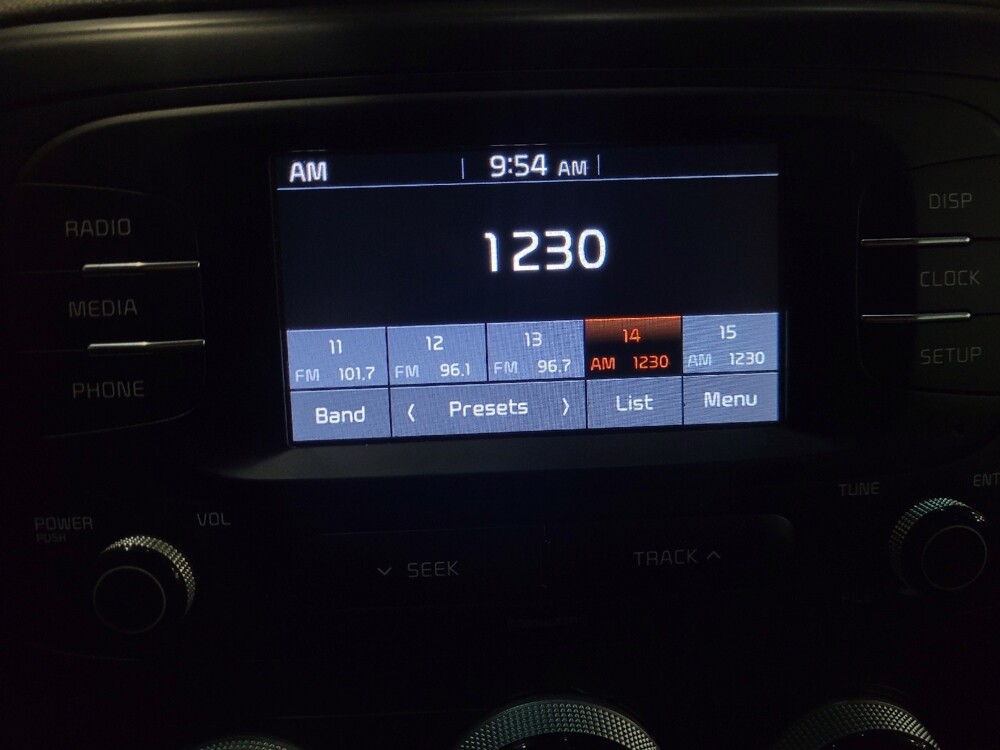 AM 9:54 AM
1230
11 12 13 14 15
FM 101.7 FM 96.1 FM 96.7 AM 1230 AM 1230
Band Presets List Menu
RADIO
MEDIA
PHONE
DISP
CLOCK
SETUP
POWER
PUSH
VOL
SEEK
TRACK
TUNE
ENT